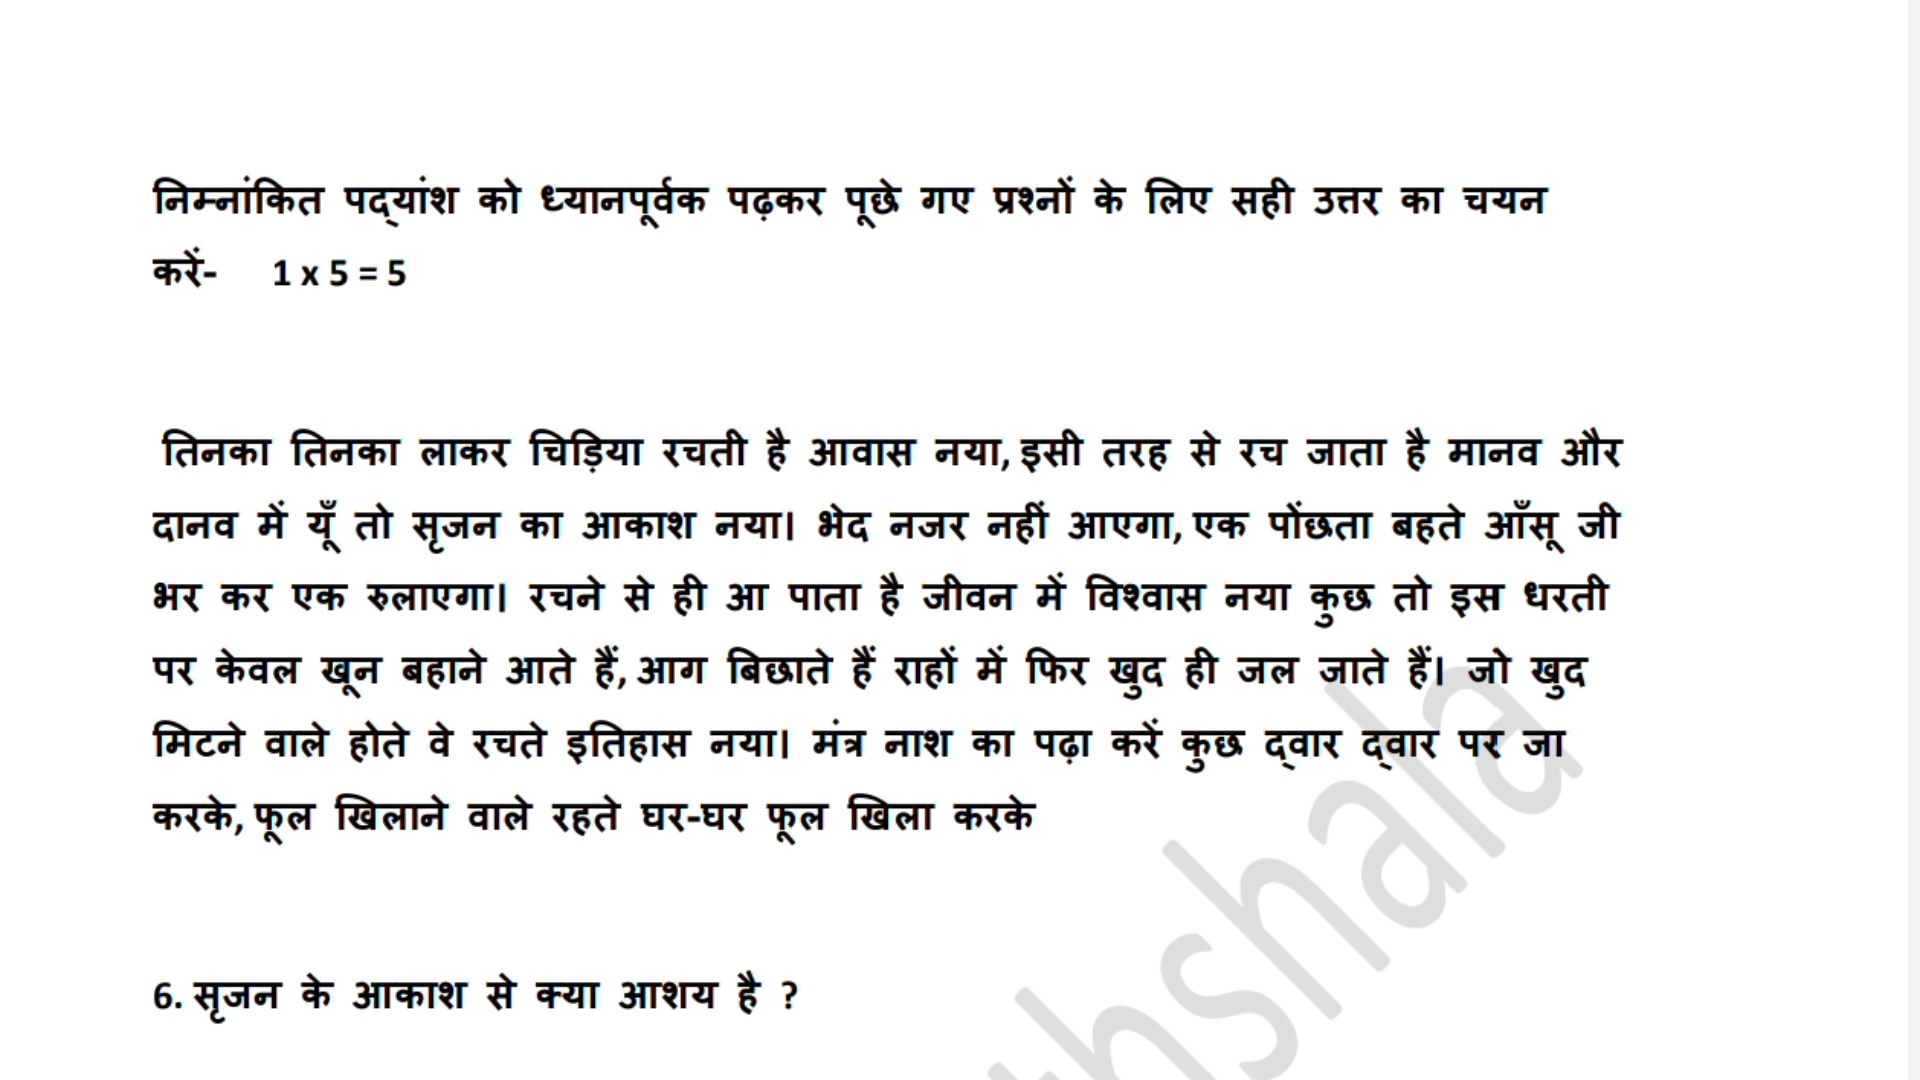 निम्नांकित पद्यांश को ध्यानपूर्वक पढ़कर पूछे गए प्रश्नों के लिए सही उत्तर का चयन
करें- 1 x 5 = 5
तिनका तिनका लाकर चिड़िया रचती है आवास नया, इसी तरह से रच जाता है मानव और
दानव में यूँ तो सृजन का आकाश नया। भेद नजर नहीं आएगा, एक पोंछता बहते आँसू जी
भर कर एक रुलाएगा। रचने से ही आ पाता है जीवन में विश्वास नया कुछ तो इस धरती
पर केवल खून बहाने आते हैं, आग बिछाते हैं राहों में फिर खुद ही जल जाते हैं। जो खुद
मिटने वाले होते वे रचते इतिहास नया। मंत्र नाश का पढ़ा करें कुछ द्वार द्वार पर जा
करके, फूल खिलाने वाले रहते घर-घर फूल खिला करके
6. सृजन के आकाश से क्या आशय है ?